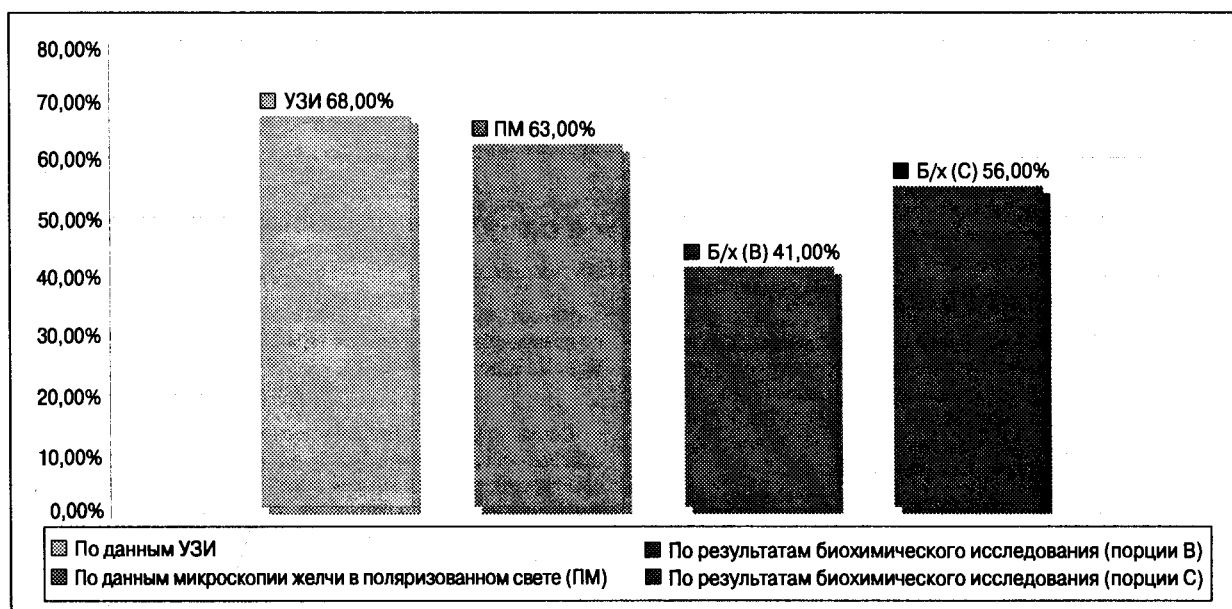 80,00%
70,00%
60,00%
50,00%
40,00%
30,00%
20,00%
10,00%
0,00%
УЗИ 68,00%
ПМ 63,00%
Б/х (B) 41,00%
Б/х (C) 56,00%
По данным УЗИ
По данным микроскопии желчи в поляризованном свете (ПМ)
По результатам биохимического исследования (порции B)
По результатам биохимического исследования (порции C)